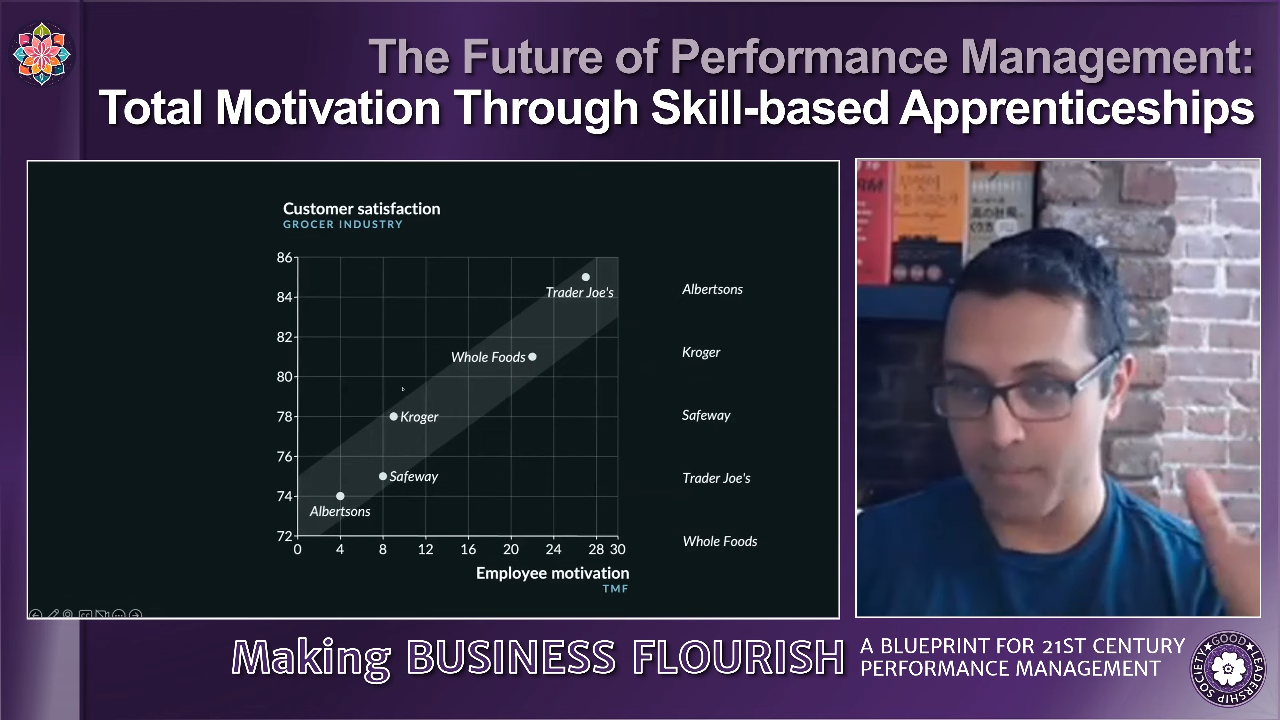 The Future of Performance Management:
Total Motivation Through Skill-based Apprenticeships
Customer satisfaction
GROCER INDUSTRY
86
84
82
80
78
76
74
72
0 4 8 12 16 20 24 28 30
Trader Joe's
Whole Foods
Kroger
Safeway
Albertsons
Employee motivation
TMF
Albertsons
Kroger
Safeway
Trader Joe's
Whole Foods
무엇이
Making BUSINESS FLOURISH
A BLUEPRINT FOR 21ST CENTURY
PERFORMANCE MANAGEMENT
GOOD LEADERSHIP SOCIETY